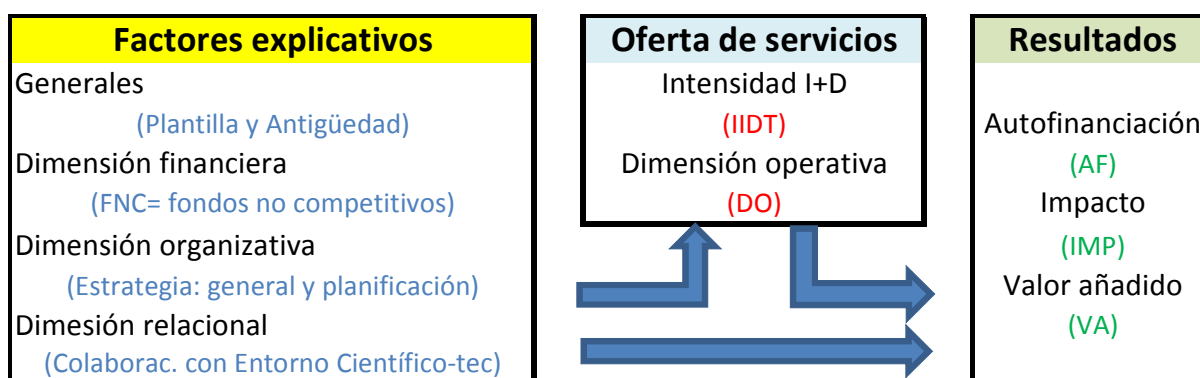 Factores explicativos
Generales
(Plantilla y Antigüedad)
Dimensión financiera
(FNC= fondos no competitivos)
Dimensión organizativa
(Estrategia: general y planificación)
Dimesión relacional
(Colaborac. con Entorno Científico-tec)
Oferta de servicios
Intensidad I+D
(IIDT)
Dimensión operativa
(DO)
Resultados
Autofinanciación
(AF)
Impacto
(IMP)
Valor añadido
(VA)